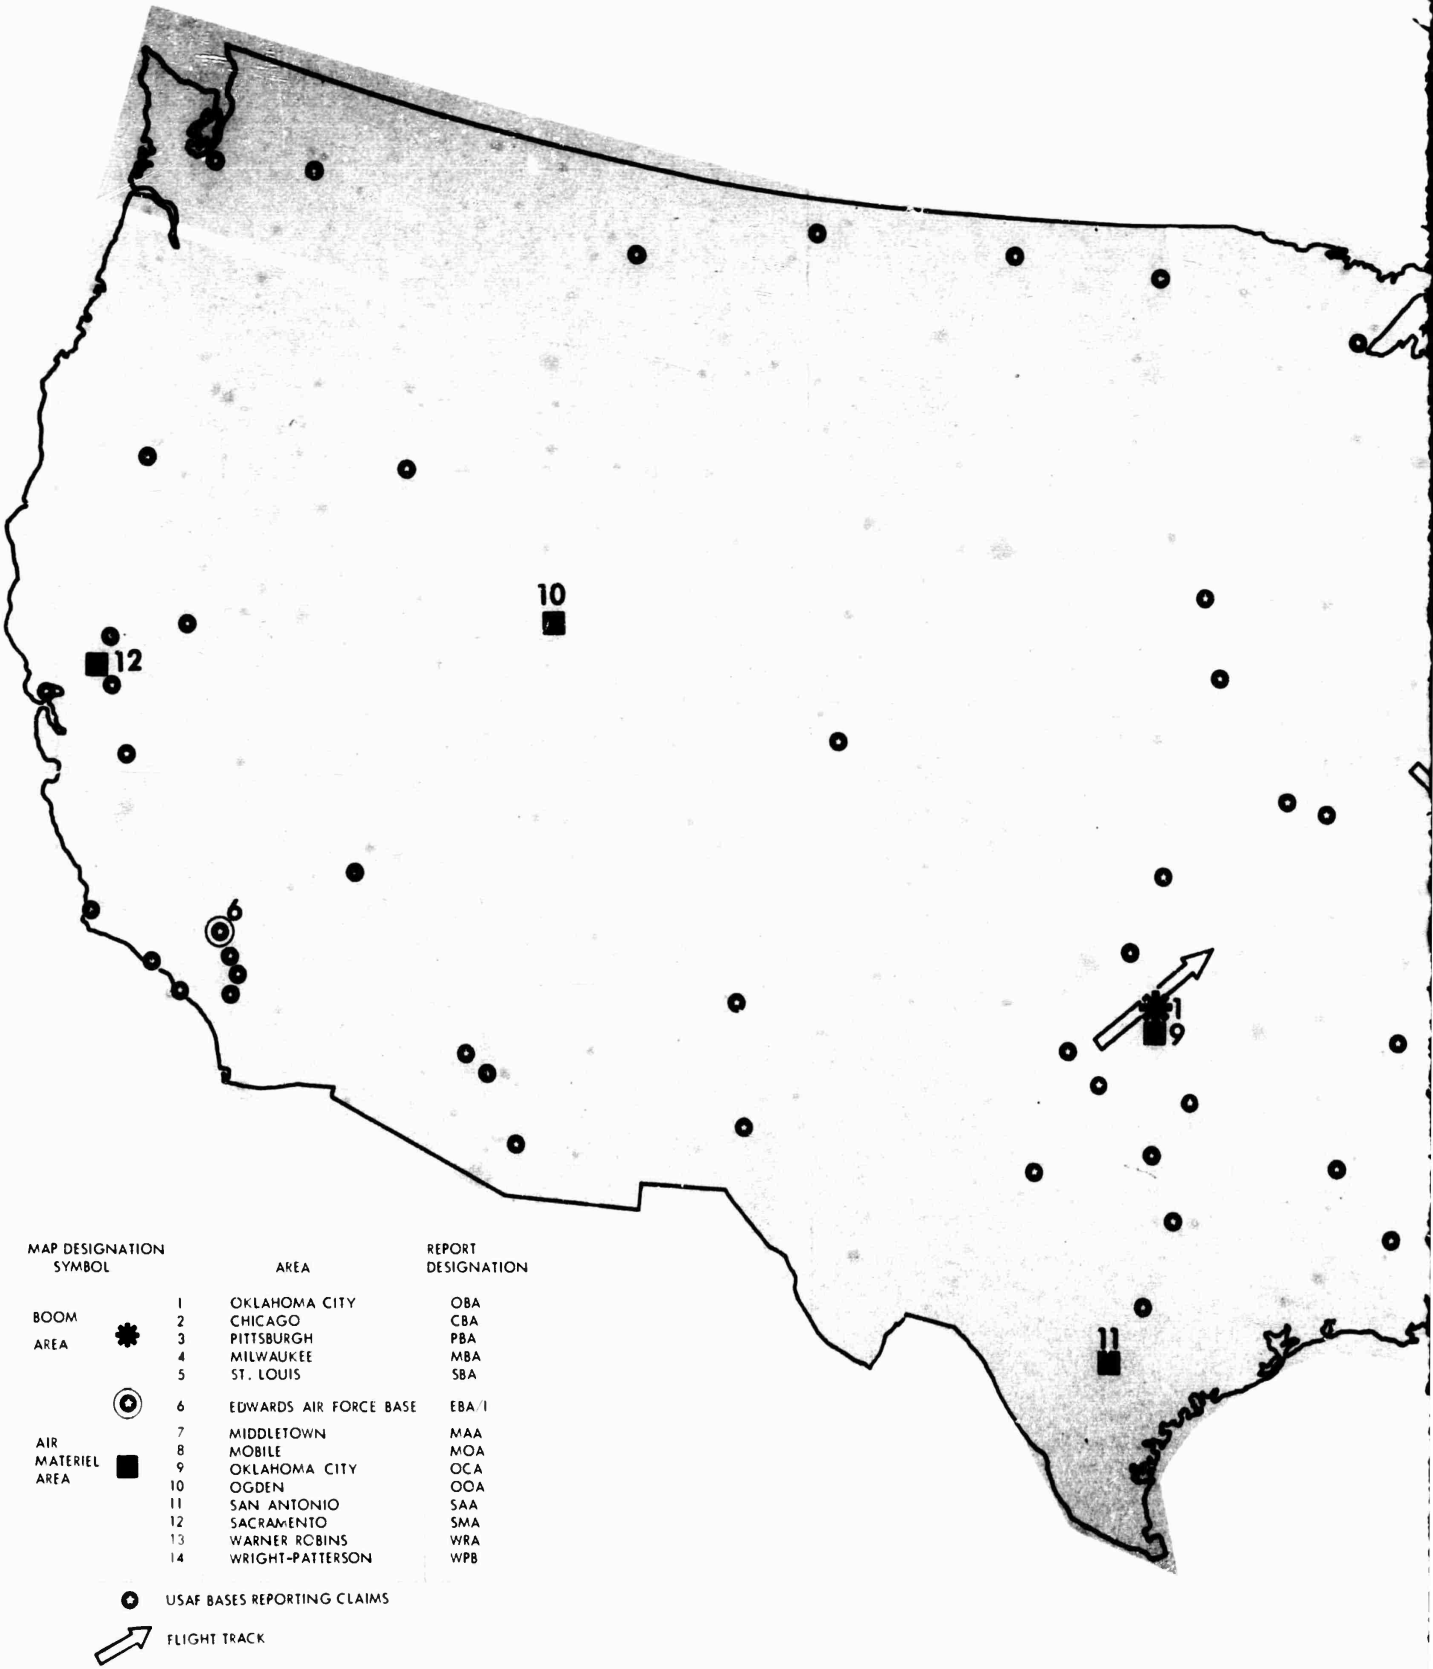 10
12
6
1
9
11
MAP DESIGNATION SYMBOL AREA REPORT DESIGNATION
BOOM AREA
1 OKLAHOMA CITY OBA
2 CHICAGO CBA
3 PITTSBURGH PBA
4 MILWAUKEE MBA
5 ST. LOUIS SBA
6 EDWARDS AIR FORCE BASE EBA/I
AIR MATERIEL AREA
7 MIDDLETOWN MAA
8 MOBILE MOA
9 OKLAHOMA CITY OCA
10 OGDEN OOA
11 SAN ANTONIO SAA
12 SACRAMENTO SMA
13 WARNER ROBINS WRA
14 WRIGHT-PATTERSON WPB
USAF BASES REPORTING CLAIMS
FLIGHT TRACK